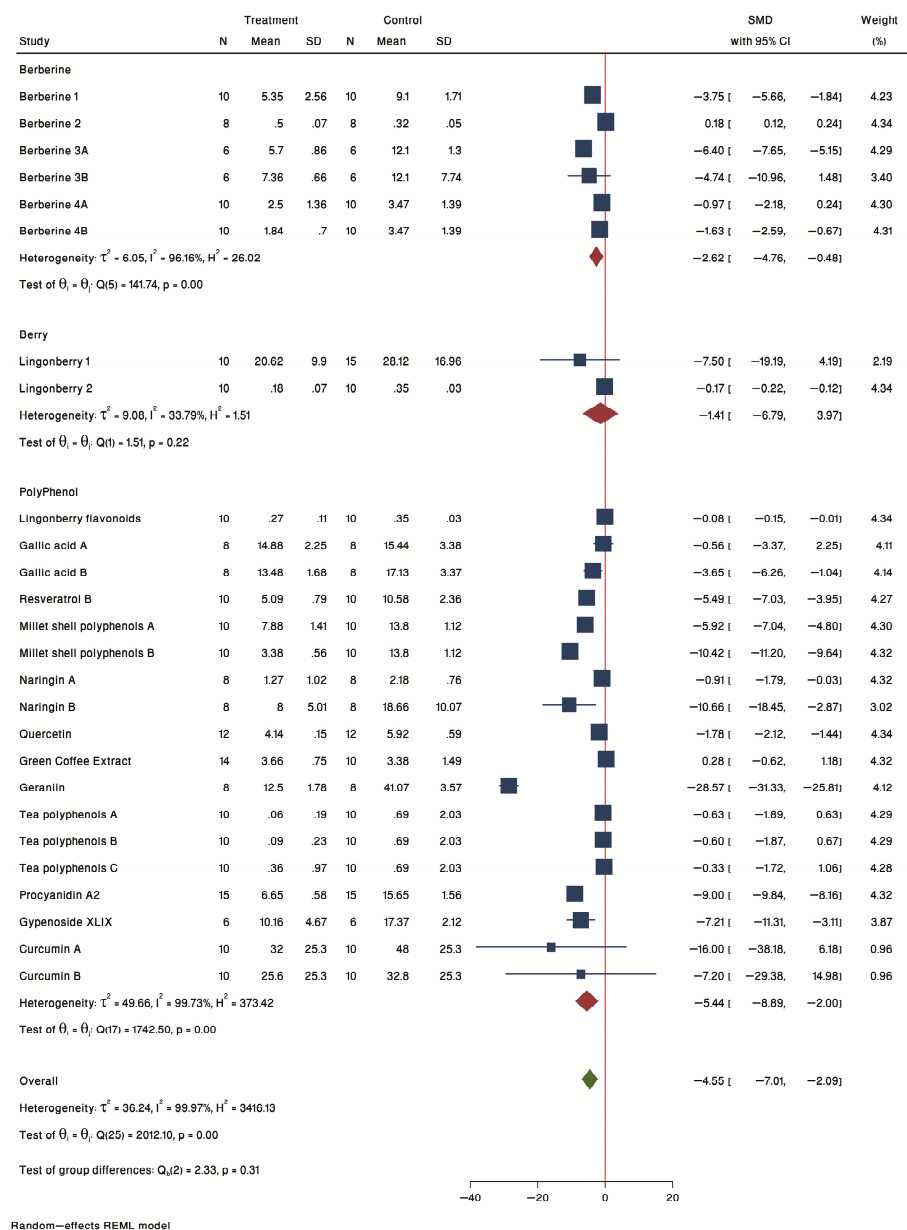 Treatment Control SMD Weight
Study N Mean SD N Mean SD with 95% CI (%)
Berberine
Berberine 1 10 5.35 2.56 10 9.1 1.71 −3.75 [ −5.66, −1.84] 4.23
Berberine 2 8 .5 .07 8 .32 .05 0.18 [ 0.12, 0.24] 4.34
Berberine 3A 6 5.7 .86 6 12.1 1.3 −6.40 [ −7.65, −5.15] 4.29
Berberine 3B 6 7.36 .66 6 12.1 7.74 −4.74 [ −10.96, 1.48] 3.40
Berberine 4A 10 2.5 1.36 10 3.47 1.39 −0.97 [ −2.18, 0.24] 4.30
Berberine 4B 10 1.84 .7 10 3.47 1.39 −1.63 [ −2.59, −0.67] 4.31
Heterogeneity: τ² = 6.05, I² = 96.16%, H² = 26.02 −2.62 [ −4.76, −0.48]
Test of θᵢ = θⱼ: Q(5) = 141.74, p = 0.00
Berry
Lingonberry 1 10 20.62 9.9 15 28.12 16.96 −7.50 [ −19.19, 4.19] 2.19
Lingonberry 2 10 .18 .07 10 .35 .03 −0.17 [ −0.22, −0.12] 4.34
Heterogeneity: τ² = 9.08, I² = 33.79%, H² = 1.51 −1.41 [ −6.79, 3.97]
Test of θᵢ = θⱼ: Q(1) = 1.51, p = 0.22
PolyPhenol
Lingonberry flavonoids 10 .27 .11 10 .35 .03 −0.08 [ −0.15, −0.01] 4.34
Gallic acid A 8 14.88 2.25 8 15.44 3.38 −0.56 [ −3.37, 2.25] 4.11
Gallic acid B 8 13.48 1.68 8 17.13 3.37 −3.65 [ −6.26, −1.04] 4.14
Resveratrol B 10 5.09 .79 10 10.58 2.36 −5.49 [ −7.03, −3.95] 4.27
Millet shell polyphenols A 10 7.88 1.41 10 13.8 1.12 −5.92 [ −7.04, −4.80] 4.30
Millet shell polyphenols B 10 3.38 .56 10 13.8 1.12 −10.42 [ −11.20, −9.64] 4.32
Naringin A 8 1.27 1.02 8 2.18 .76 −0.91 [ −1.79, −0.03] 4.32
Naringin B 8 8 5.01 8 18.66 10.07 −10.66 [ −18.45, −2.87] 3.02
Quercetin 12 4.14 .15 12 5.92 .59 −1.78 [ −2.12, −1.44] 4.34
Green Coffee Extract 14 3.66 .75 10 3.38 1.49 0.28 [ −0.62, 1.18] 4.32
Geraniin 8 12.5 1.78 8 41.07 3.57 −28.57 [ −31.33, −25.81] 4.12
Tea polyphenols A 10 .06 .19 10 .69 2.03 −0.63 [ −1.89, 0.63] 4.29
Tea polyphenols B 10 .09 .23 10 .69 2.03 −0.60 [ −1.87, 0.67] 4.29
Tea polyphenols C 10 .36 .97 10 .69 2.03 −0.33 [ −1.72, 1.06] 4.28
Procyanidin A2 15 6.65 .58 15 15.65 1.56 −9.00 [ −9.84, −8.16] 4.32
Gypenoside XLIX 6 10.16 4.67 6 17.37 2.12 −7.21 [ −11.31, −3.11] 3.87
Curcumin A 10 32 25.3 10 48 25.3 −16.00 [ −38.18, 6.18] 0.96
Curcumin B 10 25.6 25.3 10 32.8 25.3 −7.20 [ −29.38, 14.98] 0.96
Heterogeneity: τ² = 49.66, I² = 99.73%, H² = 373.42 −5.44 [ −8.89, −2.00]
Test of θᵢ = θⱼ: Q(17) = 1742.50, p = 0.00
Overall −4.55 [ −7.01, −2.09]
Heterogeneity: τ² = 36.24, I² = 99.97%, H² = 3416.13
Test of θᵢ = θⱼ: Q(25) = 2012.10, p = 0.00
Test of group differences: Q_b(2) = 2.33, p = 0.31
−40 −20 0 20
Random−effects REML model